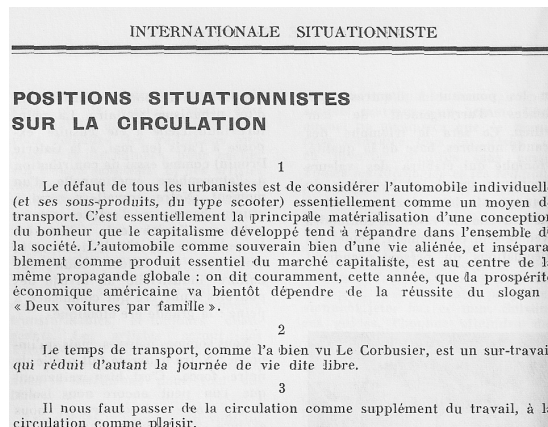 INTERNATIONALE SITUATIONNISTE
POSITIONS SITUATIONNISTES
SUR LA CIRCULATION
1
Le défaut de tous les urbanistes est de considérer l'automobile individuell
(et ses sous-produits, du type scooter) essentiellement comme un moyen d
transport. C'est essentiellement la principale matérialisation d'une conception
du bonheur que le capitalisme développé tend à répandre dans l'ensemble d
la société. L'automobile comme souverain bien d'une vie aliénée, et insépara-
blement comme produit essentiel du marché capitaliste, est au centre de l
même propagande globale : on dit couramment, cette année, que la prospérit
économique américaine va bientôt dépendre de la réussite du slogan
« Deux voitures par famille ».
2
Le temps de transport, comme l'a bien vu Le Corbusier, est un sur-travai
qui réduit d'autant la journée de vie dite libre.
3
Il nous faut passer de la circulation comme supplément du travail, à l
circulation comme plaisir.